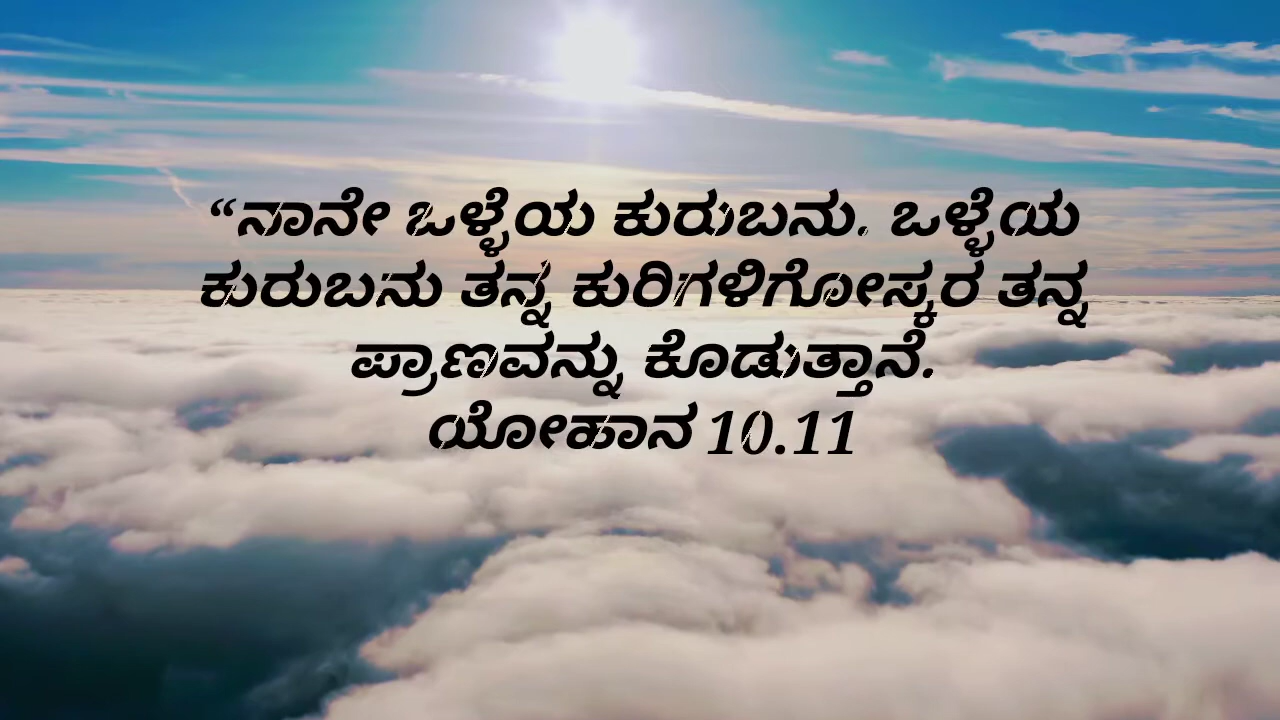 “ನಾನೇ ಒಳ್ಳೆಯ ಕುರುಬನು. ಒಳ್ಳೆಯ
ಕುರುಬನು ತನ್ನ ಕುರಿಗಳಿಗೋಸ್ಕರ ತನ್ನ
ಪ್ರಾಣವನ್ನು ಕೊಡುತ್ತಾನೆ.
ಯೋಹಾನ 10.11